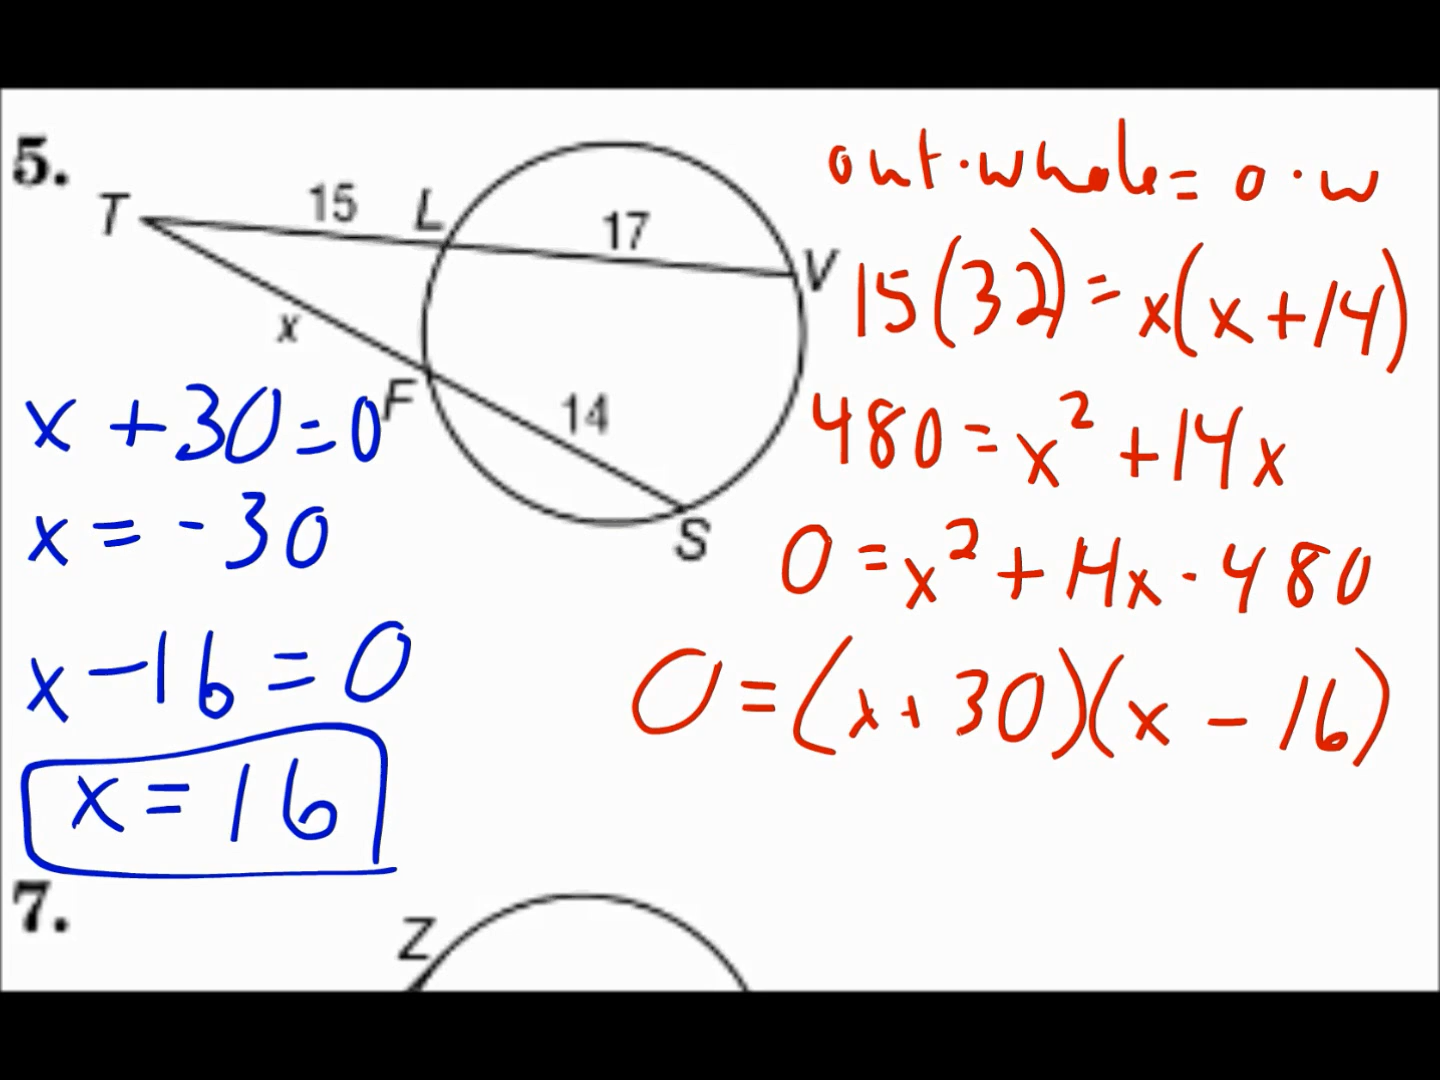 5.
T 15 L 17 V
x F 14 S
out · whole = o · w
15(32) = x(x + 14)
480 = x² + 14x
0 = x² + 14x - 480
0 = (x + 30)(x - 16)
x + 30 = 0
x = -30
x - 16 = 0
x = 16
7.
Z